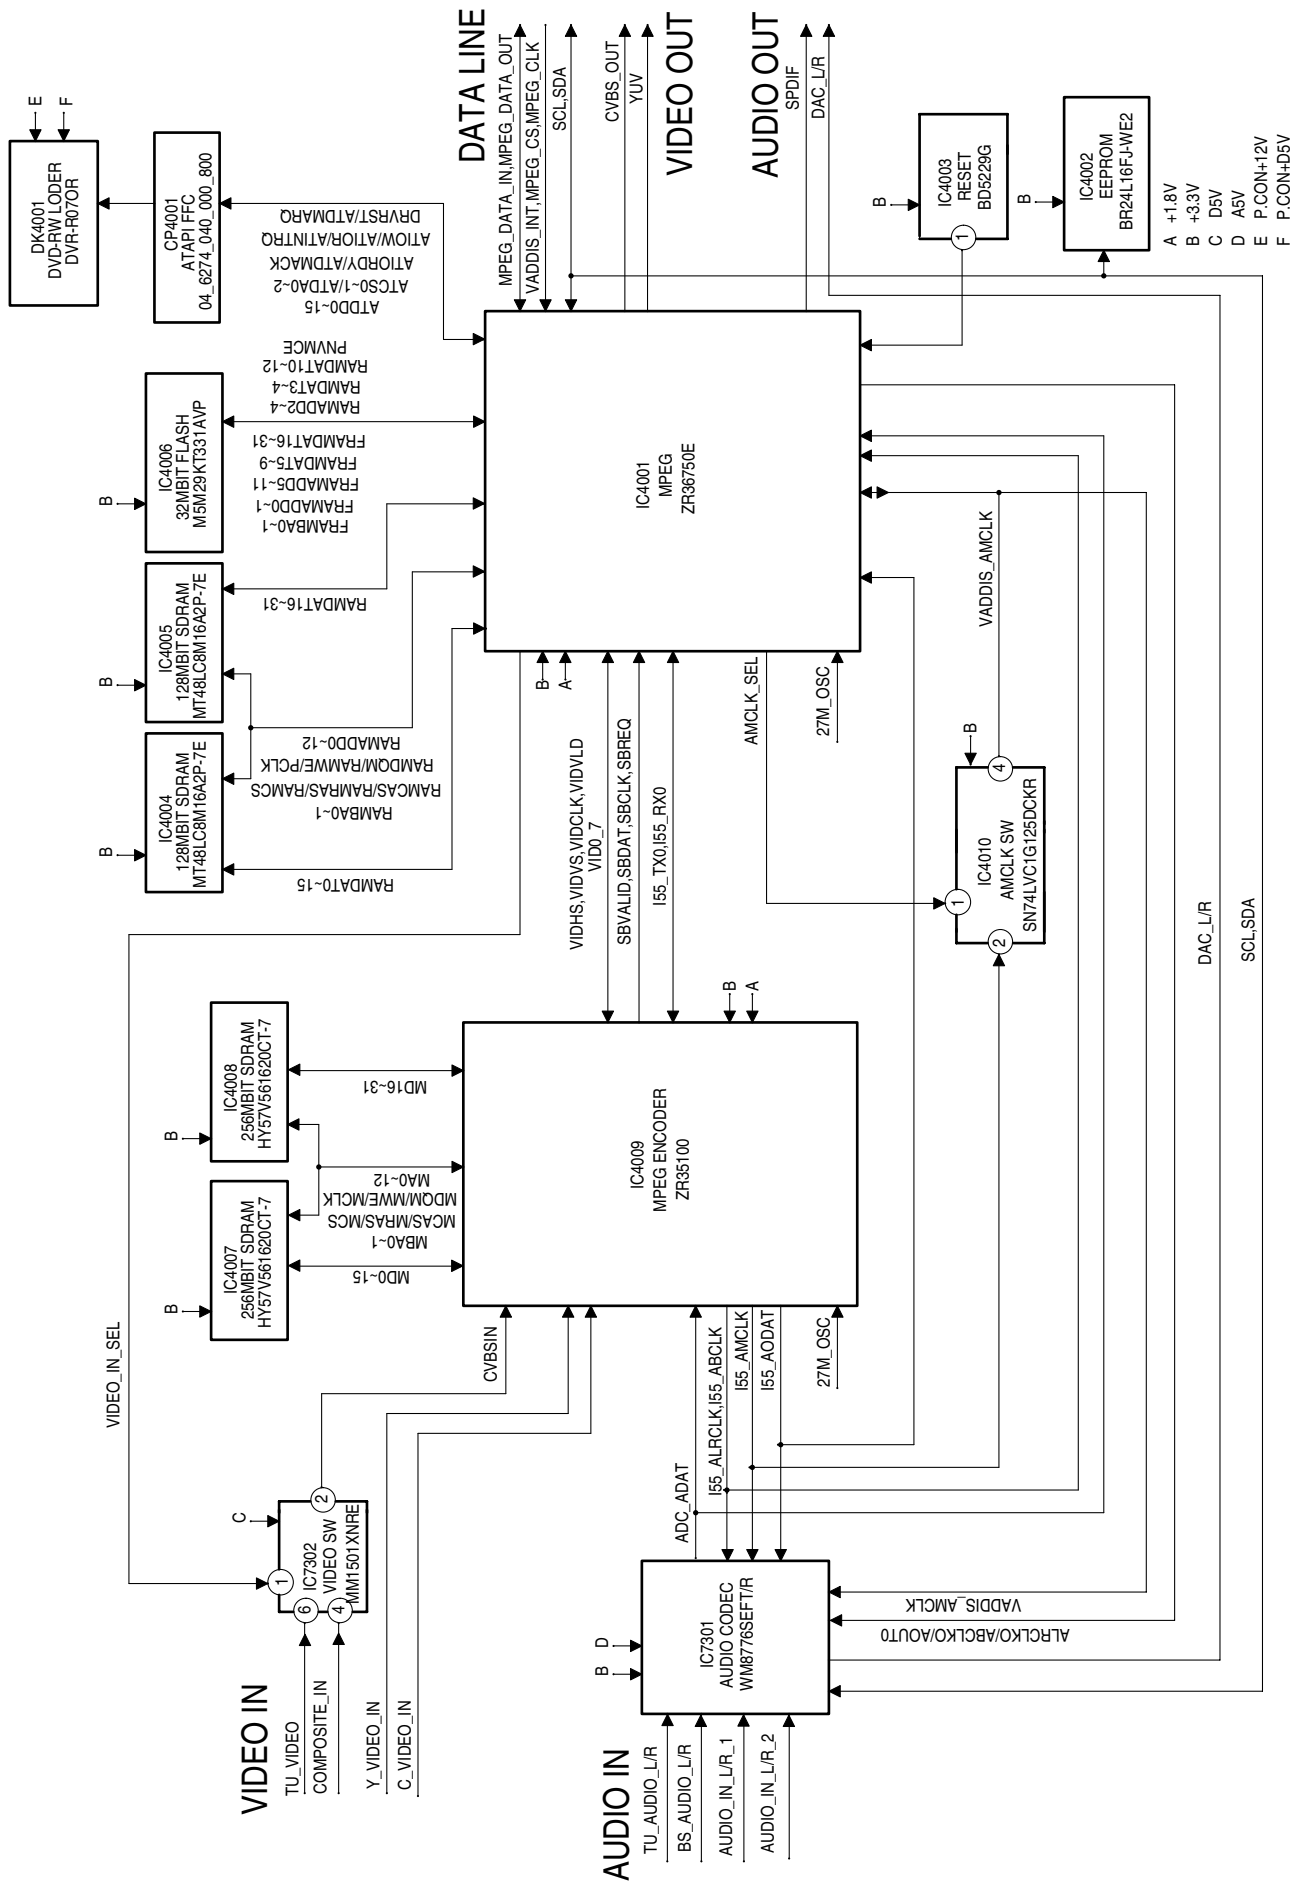 VIDEO IN
TU_VIDEO
COMPOSITE_IN
Y_VIDEO_IN
C_VIDEO_IN
VIDEO_IN_SEL
C
1
6
4
2
IC7302
VIDEO SW
MM1501XNRE
CVBSIN
B
IC4007
256MBIT SDRAM
HY57V561620CT-7
B
IC4008
256MBIT SDRAM
HY57V561620CT-7
MD0~15
MBA0~1
MCAS/MRAS/MCS
MDQM/MWE/MCLK
MA0~12
MD16~31
IC4009
MPEG ENCODER
ZR35100
B
A
27M_OSC
ADC_ADAT
I55_ALRCLK,I55_ABCLK
I55_AMCLK
I55_AODAT
AUDIO IN
TU_AUDIO_L/R
BS_AUDIO_L/R
AUDIO_IN_L/R_1
AUDIO_IN_L/R_2
B
D
IC7301
AUDIO CODEC
WM8776SEFT/R
VADDIS_AMCLK
ALRCLKO/ABCLKO/AOUT0
VIDHS,VIDVS,VIDCLK,VIDVLD
VID0_7
SBVALID,SBDAT,SBCLK,SBREQ
I55_TX0,I55_RX0
AMCLK_SEL
27M_OSC
B
A
B
IC4004
128MBIT SDRAM
MT48LC8M16A2P-7E
B
IC4005
128MBIT SDRAM
MT48LC8M16A2P-7E
B
IC4006
32MBIT FLASH
M5M29KT331AVP
RAMDAT0~15
RAMBA0~1
RAMCAS/RAMRAS/RAMCS
RAMDQM/RAMWE/PCLK
RAMADD0~12
RAMDAT16~31
FRAMBA0~1
FRAMADD0~1
FRAMADD5~11
FRAMDAT5~9
FRAMDAT16~31
RAMADD2~4
RAMDAT3~4
RAMDAT10~12
PNVMCE
CP4001
ATAPI FFC
04_6274_040_000_800
DK4001
DVD-RW LODER
DVR-R07OR
E
F
ATDD0~15
ATCS0~1/ATDA0~2
ATIORDY/ATDMACK
ATIOW/ATIOR/ATINTRQ
DRVRST/ATDMARQ
IC4001
MPEG
ZR36750E
1
2
4
B
IC4010
AMCLK SW
SN74LVC1G125DCKR
VADDIS_AMCLK
DAC_L/R
SCL,SDA
DATA LINE
MPEG_DATA_IN,MPEG_DATA_OUT
VADDIS_INT,MPEG_CS,MPEG_CLK
SCL,SDA
CVBS_OUT
YUV
VIDEO OUT
AUDIO OUT
SPDIF
DAC_L/R
B
1
IC4003
RESET
BD5229G
B
IC4002
EEPROM
BR24L16FJ-WE2
A +1.8V
B +3.3V
C D5V
D A5V
E P.CON+12V
F P.CON+D5V